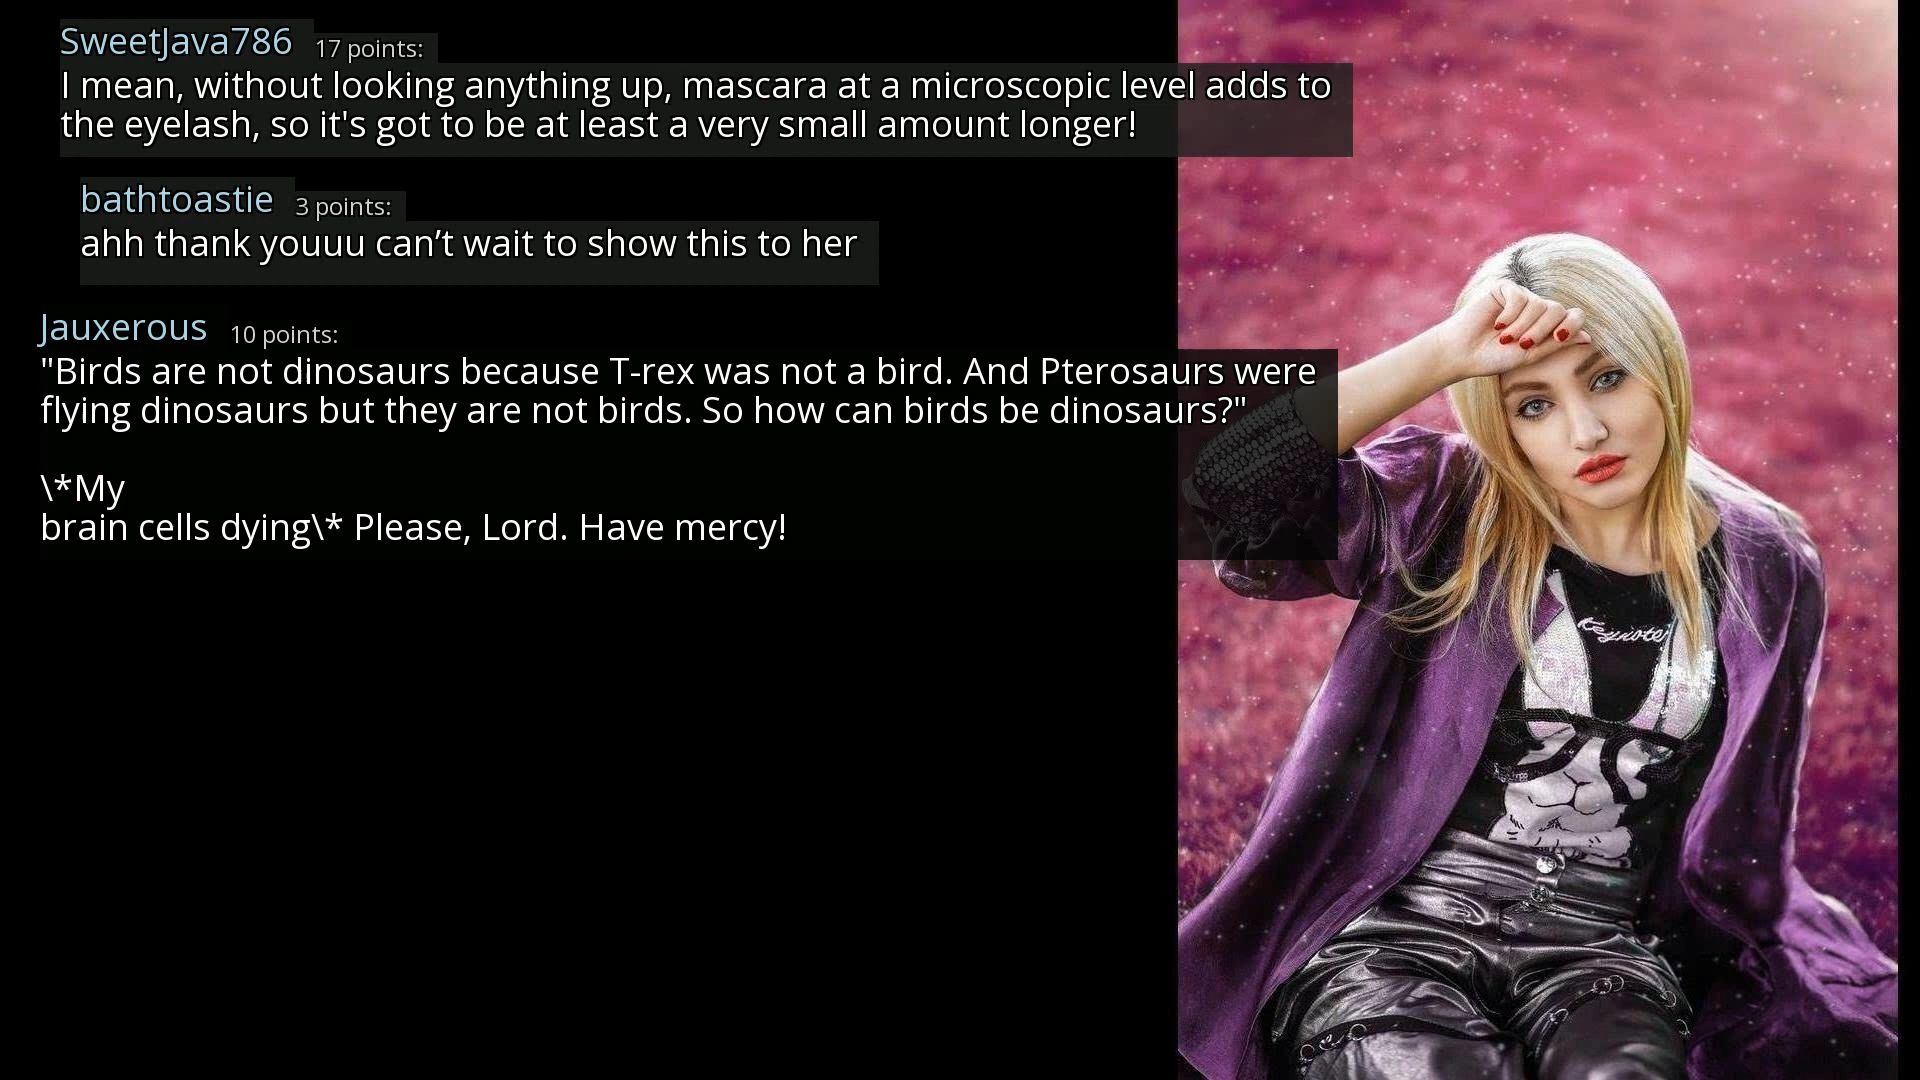 SweetJava786 17 points:
I mean, without looking anything up, mascara at a microscopic level adds to
the eyelash, so it's got to be at least a very small amount longer!
bathtoastie 3 points:
ahh thank youuu can’t wait to show this to her
Jauxerous 10 points:
"Birds are not dinosaurs because T-rex was not a bird. And Pterosaurs were
flying dinosaurs but they are not birds. So how can birds be dinosaurs?"
\*My
brain cells dying\* Please, Lord. Have mercy!
Keynote